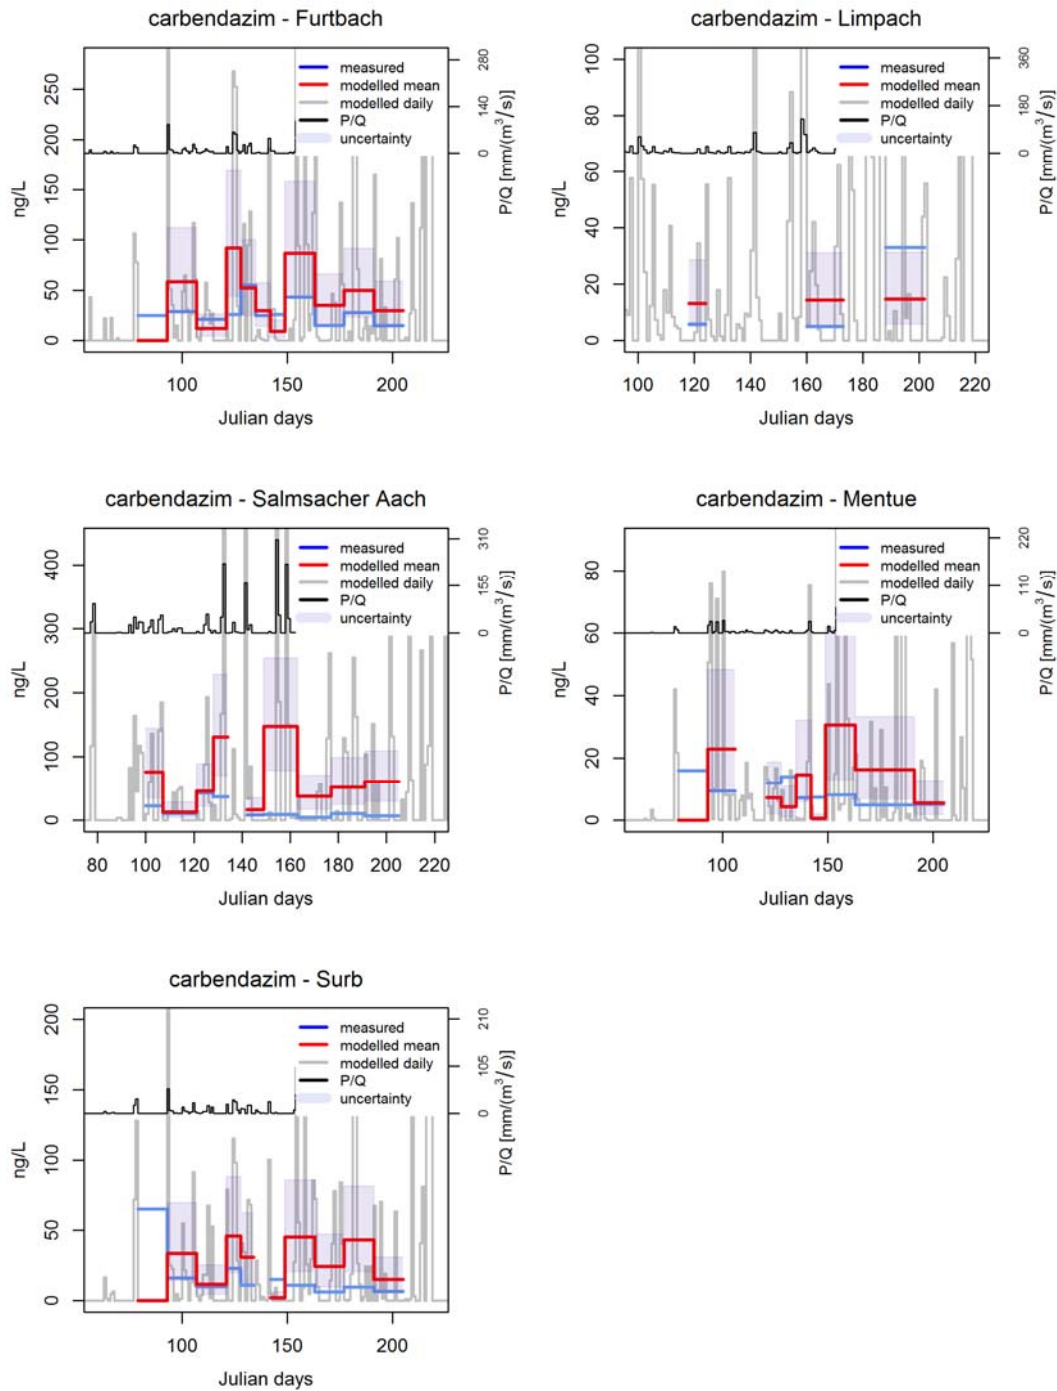 carbendazim - Furtbach
measured
modelled mean
modelled daily
P/Q
uncertainty
250
200
150
100
50
0
ng/L
280
140
0
P/Q [mm/(m³/s)]
100 150 200
Julian days
carbendazim - Limpach
measured
modelled mean
modelled daily
P/Q
uncertainty
100
80
60
40
20
0
ng/L
360
180
0
P/Q [mm/(m³/s)]
100 120 140 160 180 200 220
Julian days
carbendazim - Salmsacher Aach
measured
modelled mean
modelled daily
P/Q
uncertainty
400
300
200
100
0
ng/L
310
155
0
P/Q [mm/(m³/s)]
80 100 120 140 160 180 200 220
Julian days
carbendazim - Mentue
measured
modelled mean
modelled daily
P/Q
uncertainty
80
60
40
20
0
ng/L
220
110
0
P/Q [mm/(m³/s)]
100 150 200
Julian days
carbendazim - Surb
measured
modelled mean
modelled daily
P/Q
uncertainty
200
150
100
50
0
ng/L
210
105
0
P/Q [mm/(m³/s)]
100 150 200
Julian days